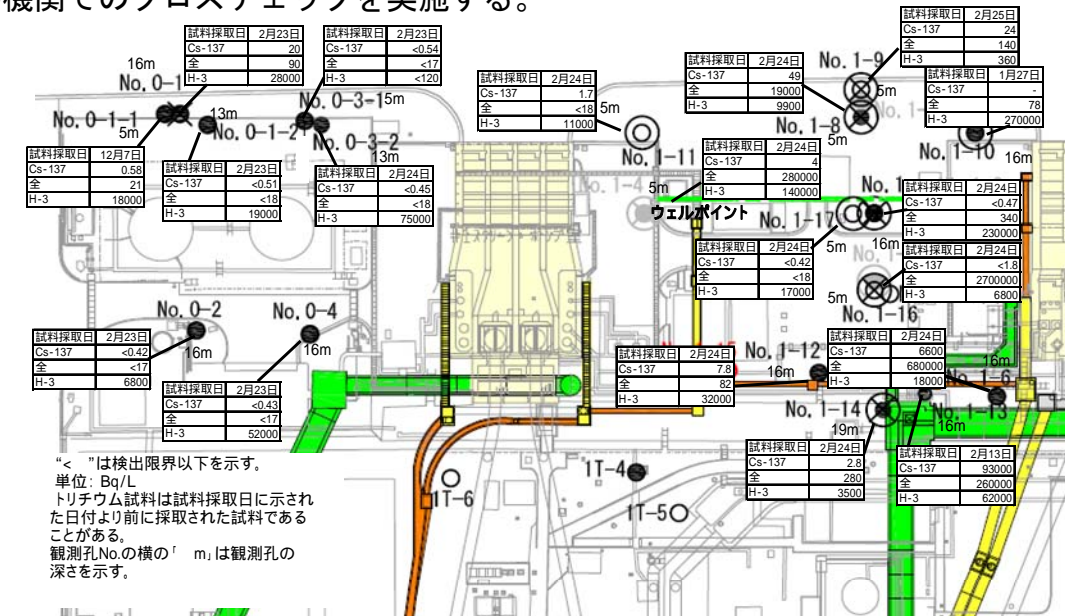 機関でのクロスチェックを実施する。
試料採取日 2月23日
Cs-137 20
全 90
H-3 28000
試料採取日 2月23日
Cs-137 <0.54
全 <17
H-3 <120
試料採取日 2月24日
Cs-137 1.7
全 <18
H-3 11000
試料採取日 2月24日
Cs-137 49
全 19000
H-3 9900
試料採取日 2月25日
Cs-137 24
全 140
H-3 360
試料採取日 1月27日
Cs-137 -
全 78
H-3 270000
16m
No. 0-1
No. 0-1-1
5m
13m
No. 0-1-2
No. 0-3-1 5m
No. 0-3-2
13m
5m
No. 1-11
No. 1-9
5m
No. 1-8
5m
No. 1-10
16m
試料採取日 12月7日
Cs-137 0.58
全 21
H-3 18000
試料採取日 2月23日
Cs-137 <0.51
全 <18
H-3 19000
試料採取日 2月24日
Cs-137 <0.45
全 <18
H-3 75000
試料採取日 2月24日
Cs-137 4
全 280000
H-3 140000
5m
ウェルポイント
No. 1-17
5m
16m
試料採取日 2月24日
Cs-137 <0.47
全 340
H-3 230000
試料採取日 2月24日
Cs-137 <0.42
全 <18
H-3 17000
試料採取日 2月24日
Cs-137 <1.8
全 2700000
H-3 6800
5m
No. 1-16
No. 0-2
16m
No. 0-4
16m
試料採取日 2月23日
Cs-137 <0.42
全 <17
H-3 6800
試料採取日 2月23日
Cs-137 <0.43
全 <17
H-3 52000
試料採取日 2月24日
Cs-137 7.8
全 82
H-3 32000
No. 1-12
16m
試料採取日 2月24日
Cs-137 6600
全 680000
H-3 18000
16m
1-6
No. 1-14
19m
No. 1-13
16m
試料採取日 2月24日
Cs-137 2.8
全 280
H-3 3500
試料採取日 2月13日
Cs-137 93000
全 260000
H-3 62000
1T-4
1T-6
1T-5
“< ”は検出限界以下を示す。
単位: Bq/L
トリチウム試料は試料採取日に示され
た日付より前に採取された試料である
ことがある。
観測孔No.の横の「 m」は観測孔の
深さを示す。